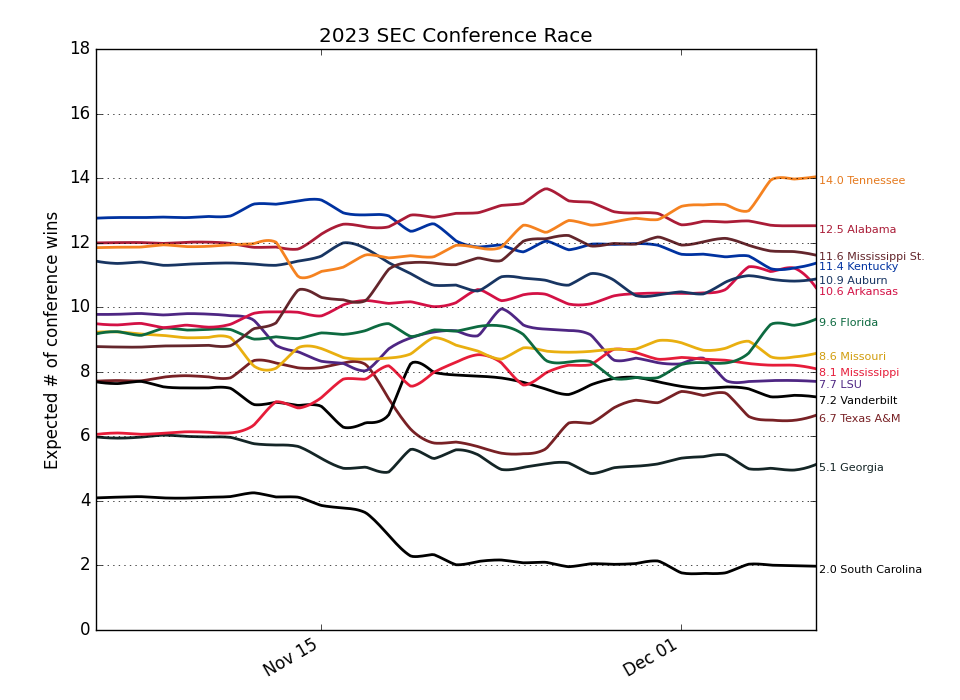 2023 SEC Conference Race
Expected # of conference wins
18
16
14
12
10
8
6
4
2
0
14.0 Tennessee
12.5 Alabama
11.6 Mississippi St.
11.4 Kentucky
10.9 Auburn
10.6 Arkansas
9.6 Florida
8.6 Missouri
8.1 Mississippi
7.7 LSU
7.2 Vanderbilt
6.7 Texas A&M
5.1 Georgia
2.0 South Carolina
Nov 15
Dec 01